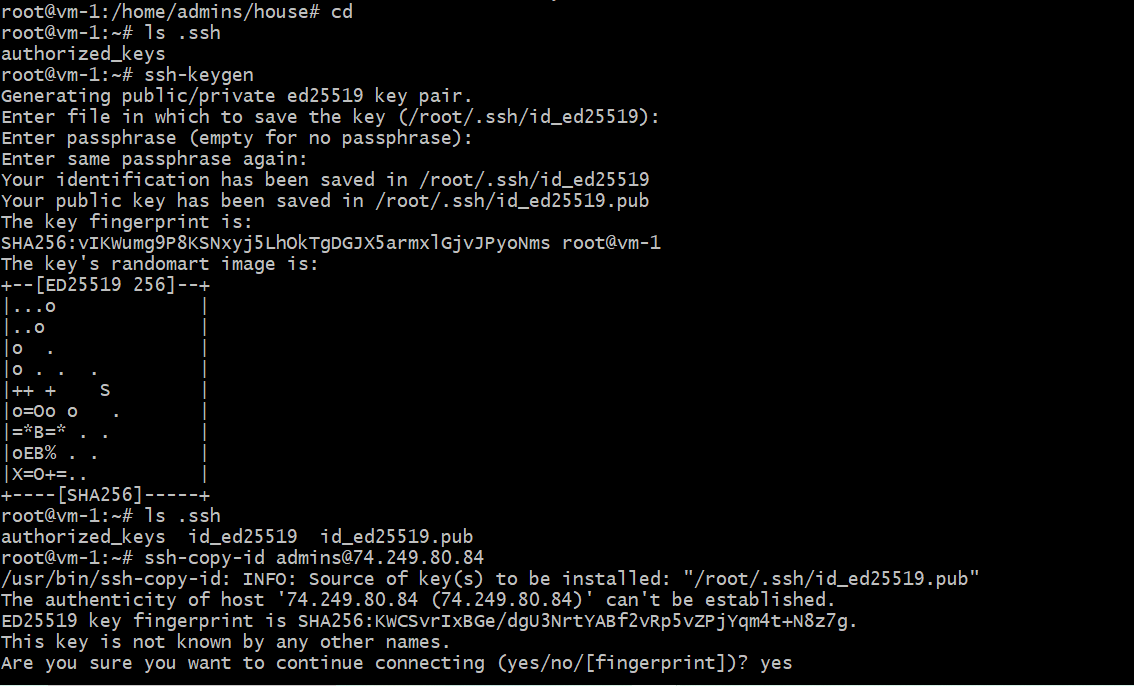 root@vm-1:/home/admins/house# cd
root@vm-1:~# ls .ssh
authorized_keys
root@vm-1:~# ssh-keygen
Generating public/private ed25519 key pair.
Enter file in which to save the key (/root/.ssh/id_ed25519):
Enter passphrase (empty for no passphrase):
Enter same passphrase again:
Your identification has been saved in /root/.ssh/id_ed25519
Your public key has been saved in /root/.ssh/id_ed25519.pub
The key fingerprint is:
SHA256:vIKWumg9P8KSNxyj5LhOkTgDGJX5armxlGjvJPyoNms root@vm-1
The key's randomart image is:
+--[ED25519 256]--+
|...o             |
|..o              |
|o  .             |
|o . .  .         |
|++ +    S        |
|o=Oo o   .       |
|=*B=* . .        |
|oEB% . .         |
|X=O+=..          |
+----[SHA256]-----+
root@vm-1:~# ls .ssh
authorized_keys  id_ed25519  id_ed25519.pub
root@vm-1:~# ssh-copy-id admins@74.249.80.84
/usr/bin/ssh-copy-id: INFO: Source of key(s) to be installed: "/root/.ssh/id_ed25519.pub"
The authenticity of host '74.249.80.84 (74.249.80.84)' can't be established.
ED25519 key fingerprint is SHA256:KWCSvrIxBGe/dgU3NrtYABf2vRp5vZPjYqm4t+N8z7g.
This key is not known by any other names.
Are you sure you want to continue connecting (yes/no/[fingerprint])? yes